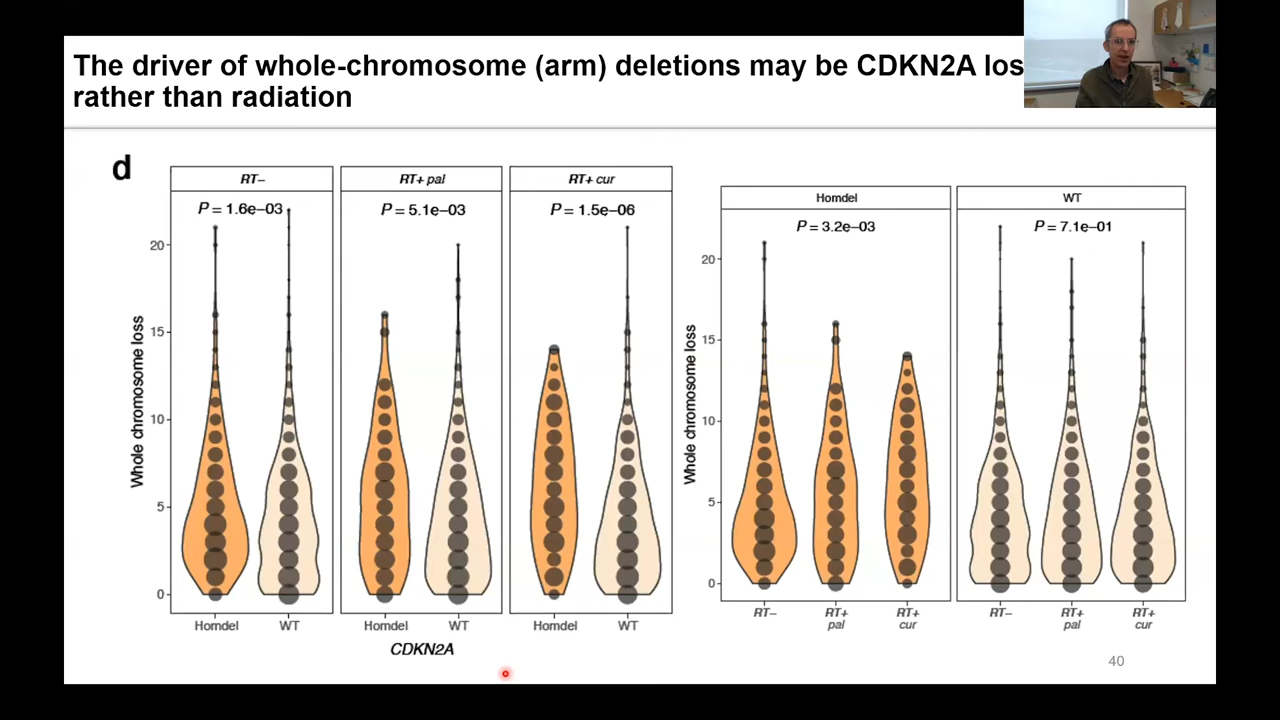 The driver of whole-chromosome (arm) deletions may be CDKN2A los
rather than radiation
d
RT–
RT+ pal
RT+ cur
P = 1.6e–03
P = 5.1e–03
P = 1.5e–06
Whole chromosome loss
20
15
10
5
0
Homdel
WT
Homdel
WT
Homdel
WT
CDKN2A
Homdel
WT
P = 3.2e–03
P = 7.1e–01
Whole chromosome loss
20
15
10
5
0
RT–
RT+
pal
RT+
cur
RT–
RT+
pal
RT+
cur
40